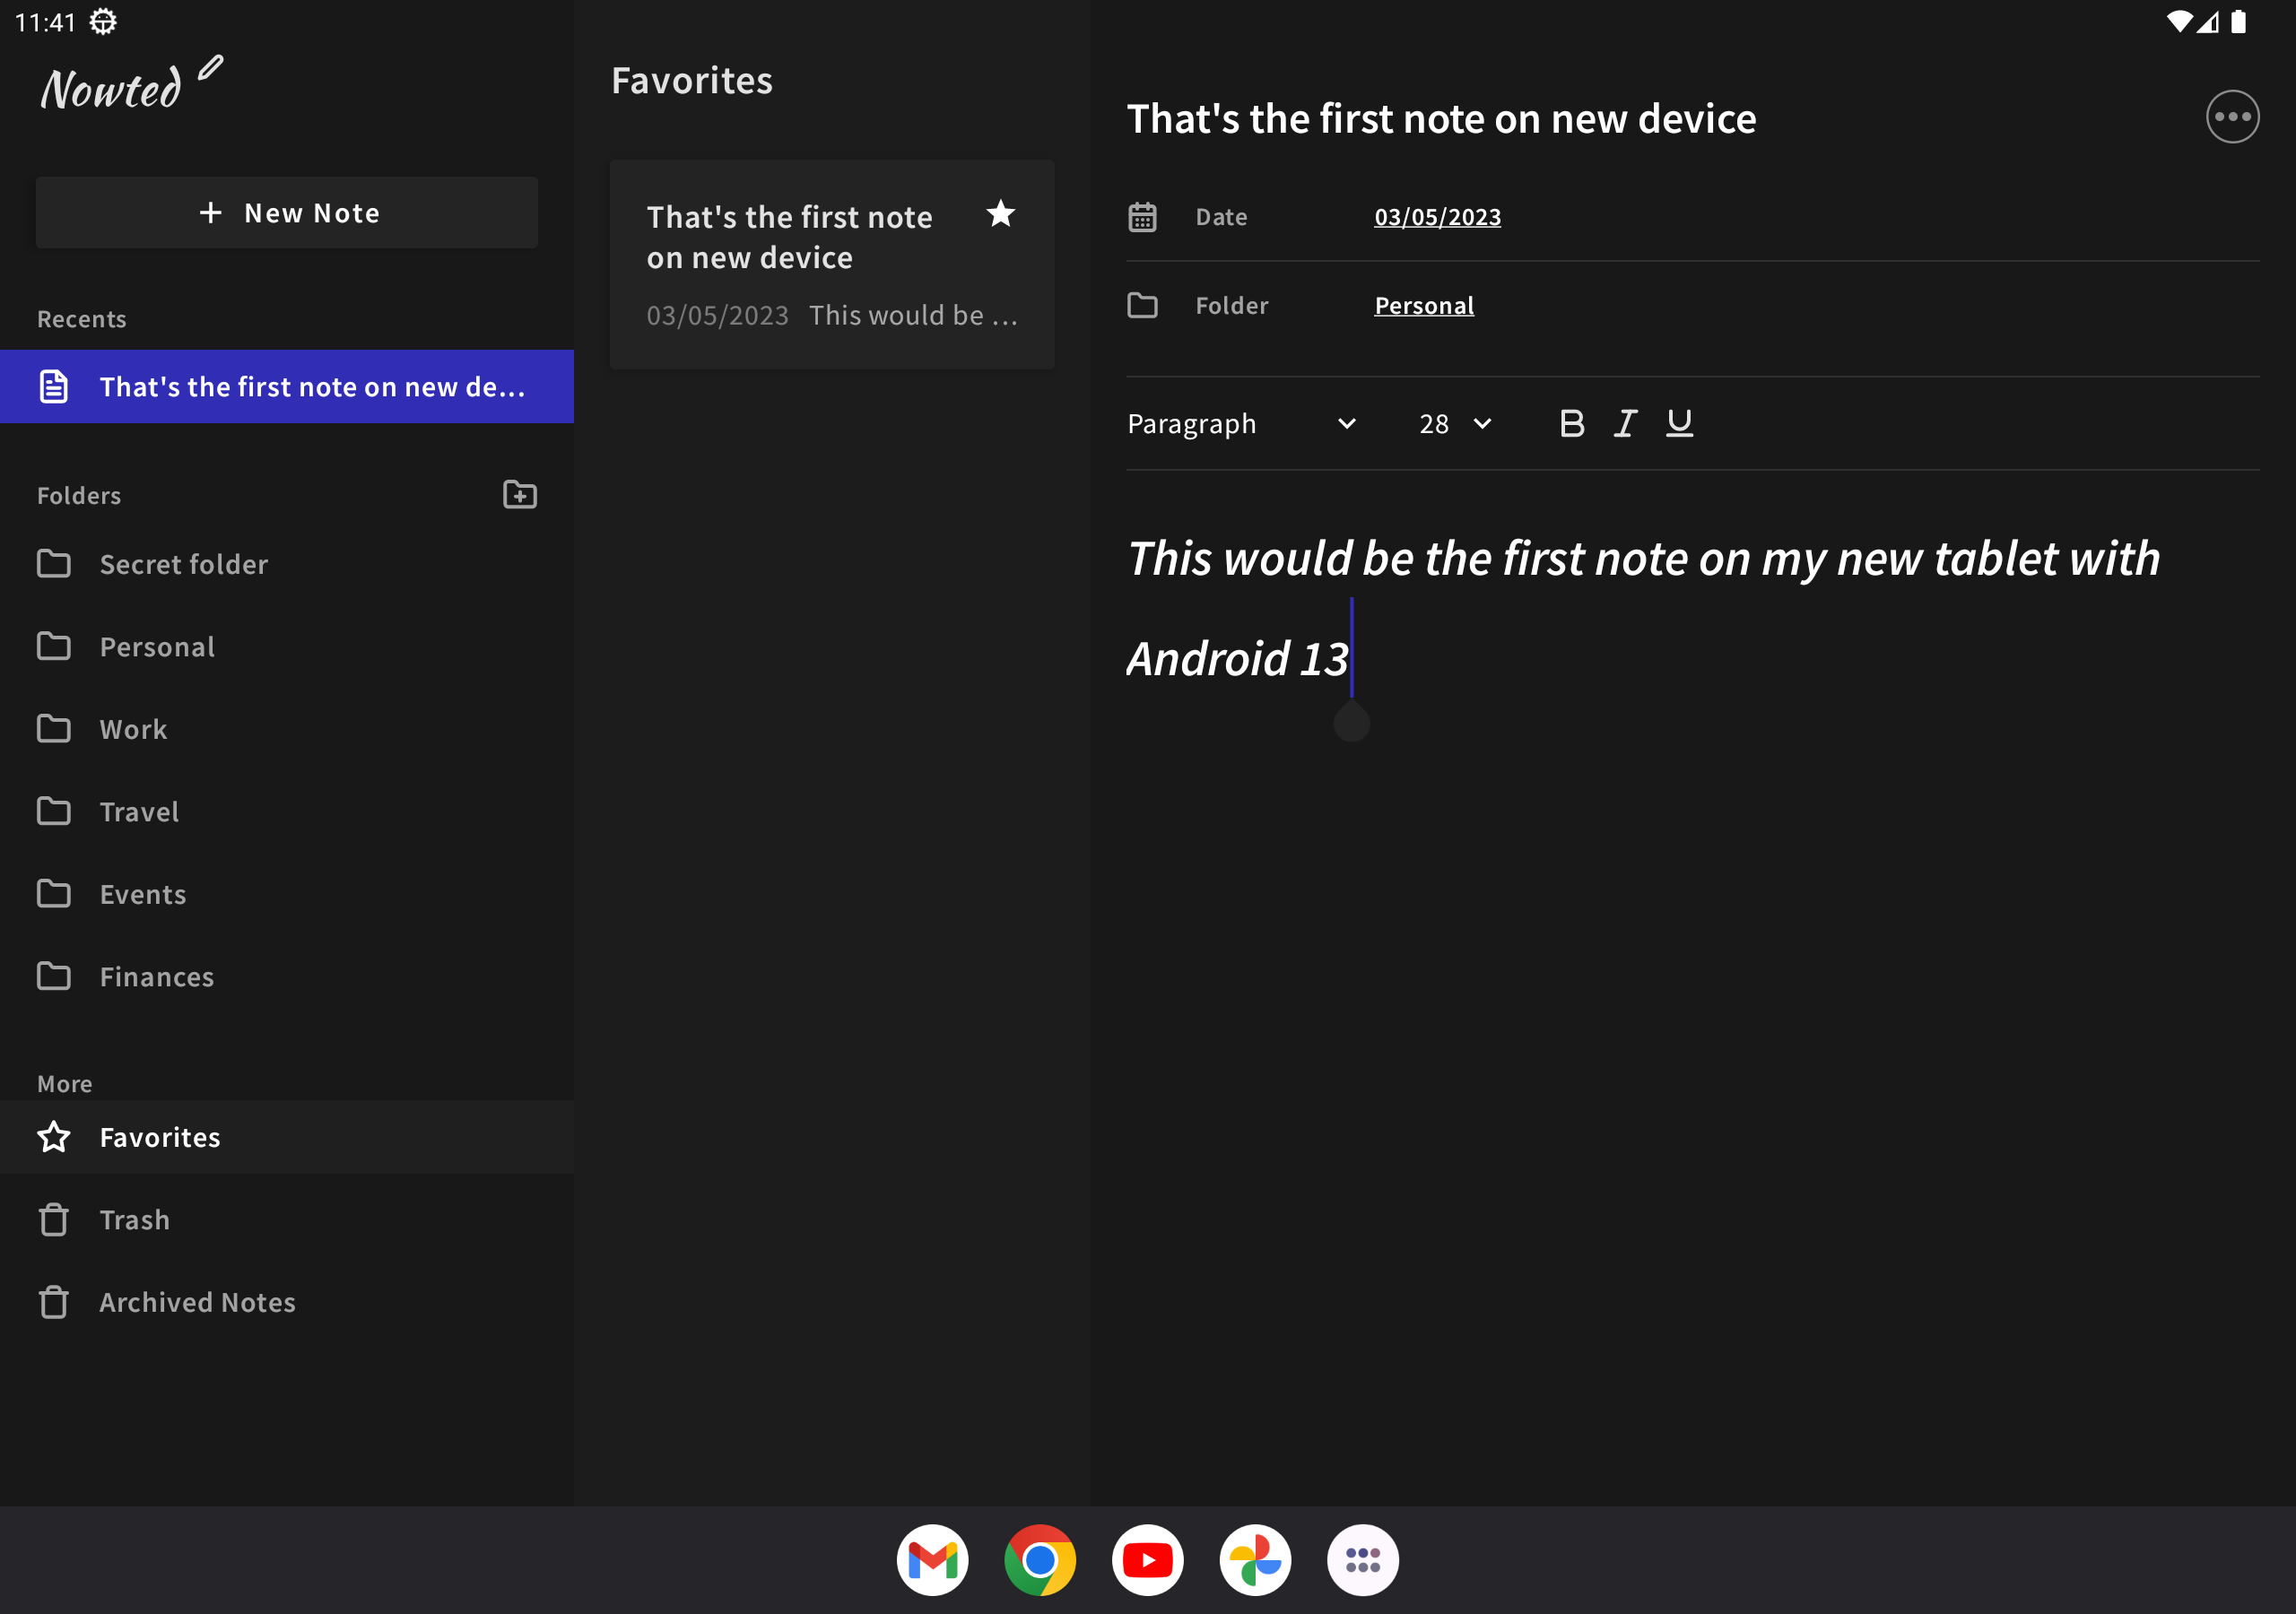 11:41
Nowted
New Note
Recents
That's the first note on new de...
Folders
Secret folder
Personal
Work
Travel
Events
Finances
More
Favorites
Trash
Archived Notes
Favorites
That's the first note
on new device
03/05/2023 This would be ...
That's the first note on new device
Date 03/05/2023
Folder Personal
Paragraph 28 B I U
This would be the first note on my new tablet with
Android 13